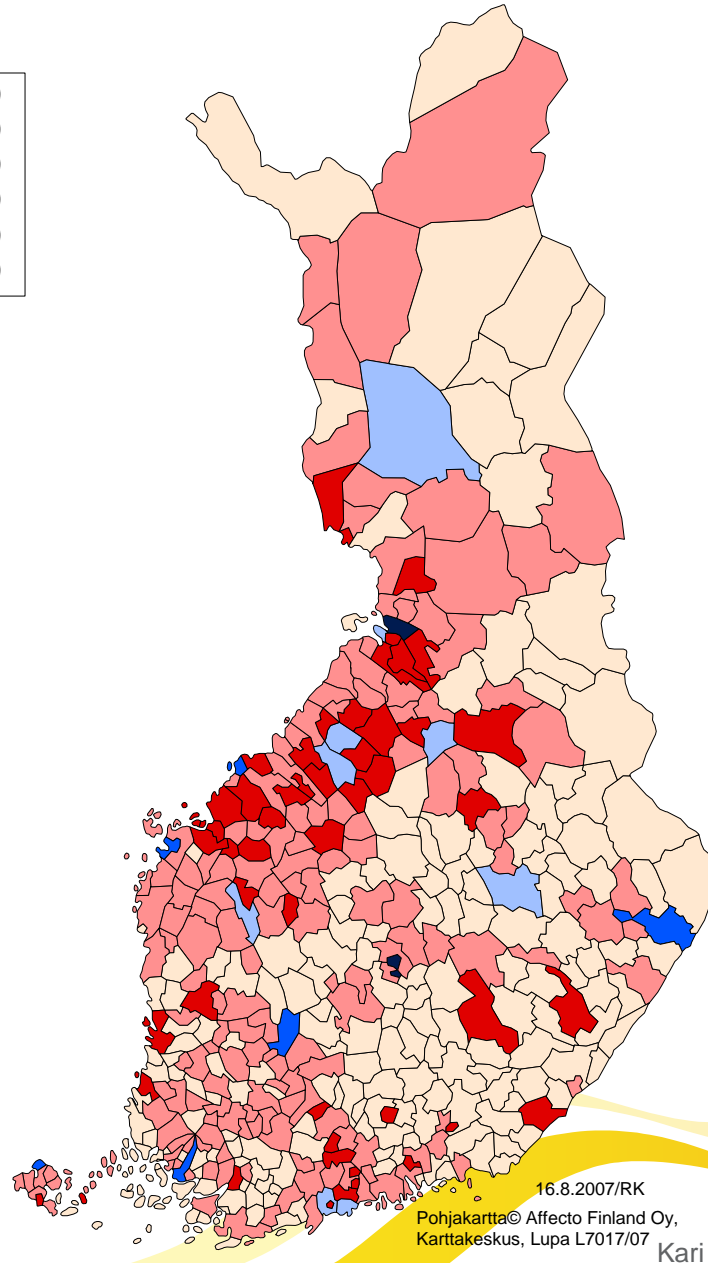 16.8.2007/RK
Pohjakartta© Affecto Finland Oy,
Karttakeskus, Lupa L7017/07
Kari